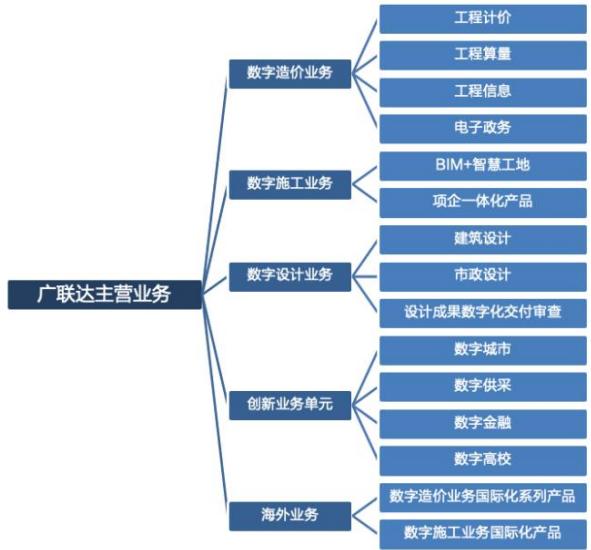 广联达主营业务
数字造价业务
工程计价
工程算量
工程信息
电子政务
数字施工业务
BIM+智慧工地
项企一体化产品
数字设计业务
建筑设计
市政设计
设计成果数字化交付审查
创新业务单元
数字城市
数字供采
数字金融
数字高校
海外业务
数字造价业务国际化系列产品
数字施工业务国际化产品